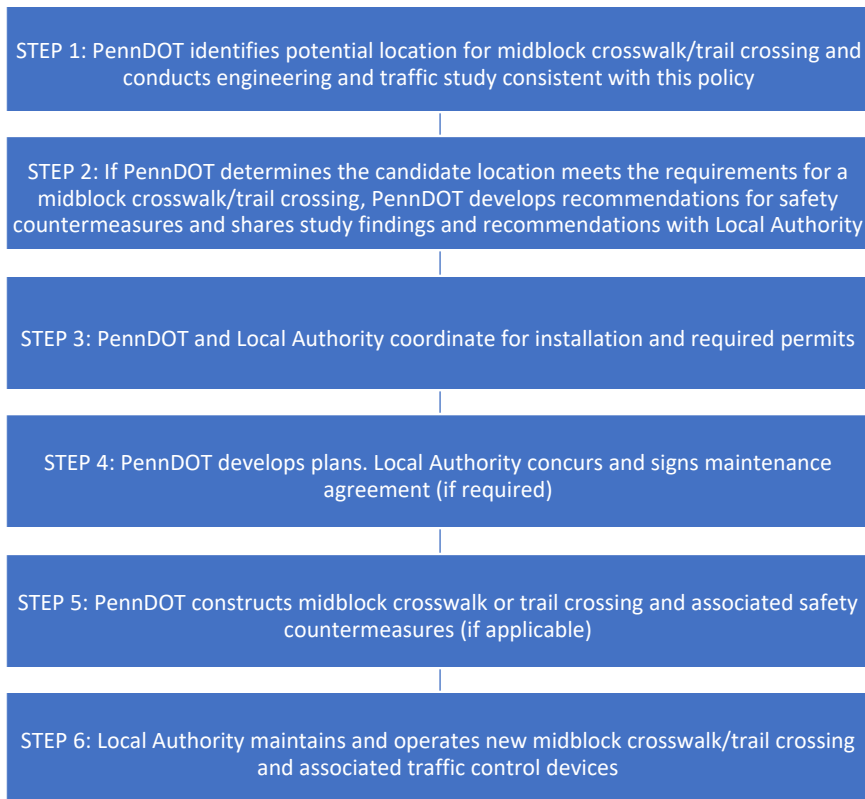 STEP 1: PennDOT identifies potential location for midblock crosswalk/trail crossing and
conducts engineering and traffic study consistent with this policy
STEP 2: If PennDOT determines the candidate location meets the requirements for a
midblock crosswalk/trail crossing, PennDOT develops recommendations for safety
countermeasures and shares study findings and recommendations with Local Authority
STEP 3: PennDOT and Local Authority coordinate for installation and required permits
STEP 4: PennDOT develops plans. Local Authority concurs and signs maintenance
agreement (if required)
STEP 5: PennDOT constructs midblock crosswalk or trail crossing and associated safety
countermeasures (if applicable)
STEP 6: Local Authority maintains and operates new midblock crosswalk/trail crossing
and associated traffic control devices